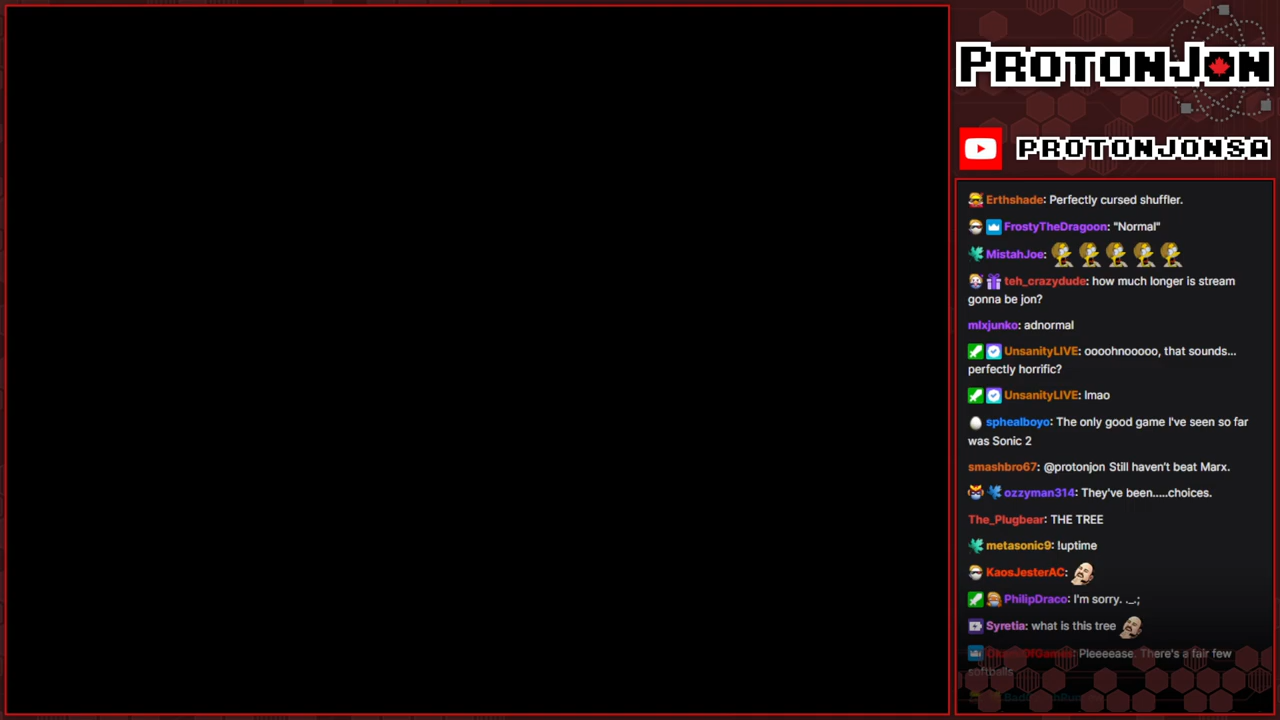 PROTONJON
PROTONJONSA
Erthshade: Perfectly cursed shuffler.
FrostyTheDragoon: "Normal"
MistahJoe:
teh_crazydude: how much longer is stream
gonna be jon?
mlxjunko: adnormal
UnsanityLIVE: oooohnooooo, that sounds...
perfectly horrific?
UnsanityLIVE: lmao
sphealboyo: The only good game I've seen so far
was Sonic 2
smashbro67: @protonjon Still haven't beat Marx.
ozzyman314: They've been.....choices.
The_Plugbear: THE TREE
metasonic9: !uptime
KaosJesterAC:
PhilipDraco: I'm sorry. ._.;
Syretia: what is this tree
Pleeeease. There's a fair few
softballs